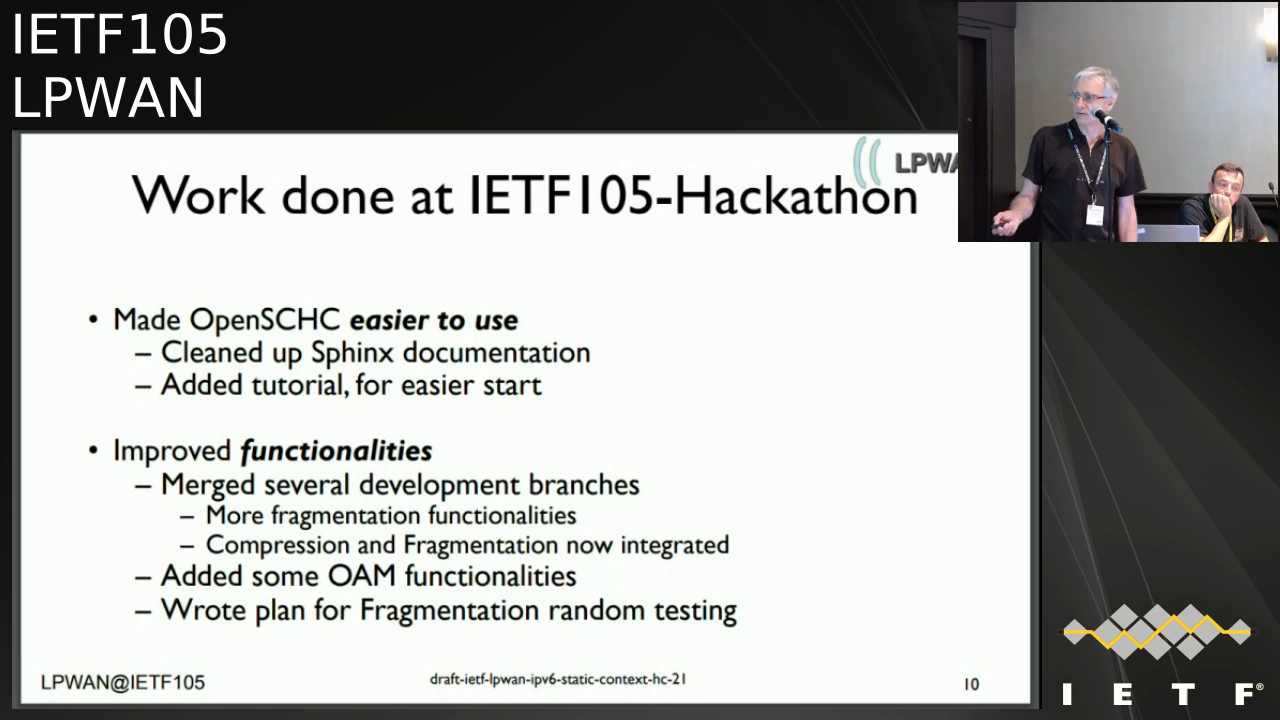 IETF105
LPWAN
LPWA
Work done at IETF105-Hackathon
• Made OpenSCHC easier to use
– Cleaned up Sphinx documentation
– Added tutorial, for easier start
• Improved functionalities
– Merged several development branches
– More fragmentation functionalities
– Compression and Fragmentation now integrated
– Added some OAM functionalities
– Wrote plan for Fragmentation random testing
LPWAN@IETF105
draft-ietf-lpwan-ipv6-static-context-hc-21
10
I E T F®